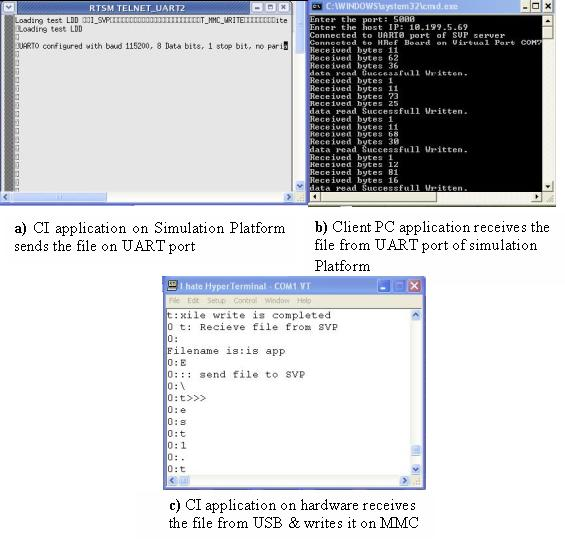 RTSM TELNET_UART2
Loading test LDD I_SVP T_MMC_WRITE ite
Loading test LDD
UART0 configured with baud 115200, 8 Data bits, 1 stop bit, no pari
C:\WINDOWS\system32\cmd.exe
Enter the port: 5000
Enter the host IP: 10.199.5.69
Connected to UART0 port of SVP server
Connected to HRef Board on Virtual Port COM7
Received bytes 11
Received bytes 62
Received bytes 36
data read Successfull Written.
Received bytes 1
Received bytes 11
Received bytes 73
Received bytes 25
data read Successfull Written.
Received bytes 1
Received bytes 11
Received bytes 68
Received bytes 30
data read Successfull Written.
Received bytes 1
Received bytes 12
Received bytes 81
Received bytes 16
data read Successfull Written.
a) CI application on Simulation Platform
sends the file on UART port
b) Client PC application receives the
file from UART port of simulation
Platform
I hate HyperTerminal - COM1 VT
File Edit Setup Control Window Help
t:xile write is completed
0 t: Recieve file from SVP
0:
Filename is:is app
0:E
0::: send file to SVP
0:\
0:t>>>
0:e
0:s
0:t
0:1
0:.
0:t
c) CI application on hardware receives
the file from USB & writes it on MMC